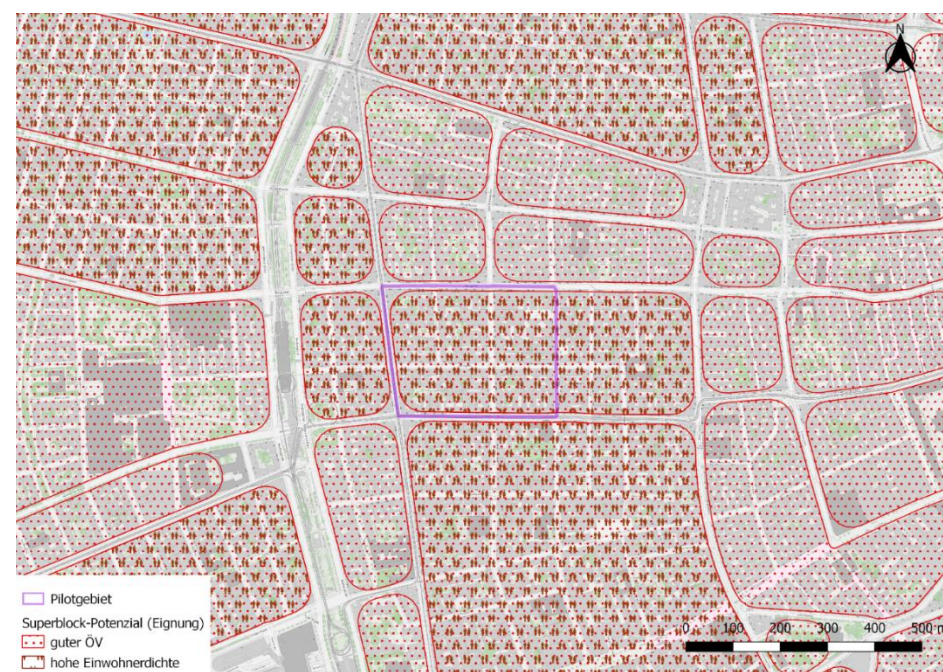 N
Pilotgebiet
Superblock-Potenzial (Eignung)
guter ÖV
hohe Einwohnerdichte
0 100 200 300 400 500 m